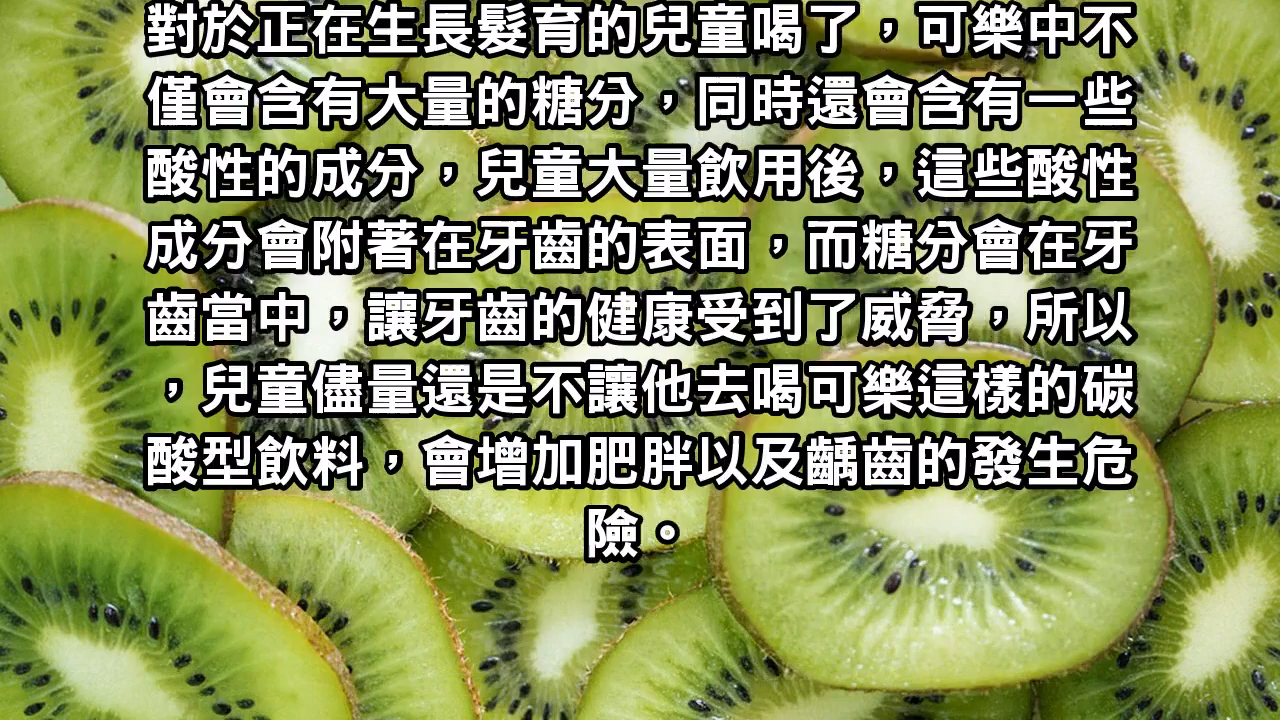 對於正在生長髮育的兒童喝了，可樂中不
僅會含有大量的糖分，同時還會含有一些
酸性的成分，兒童大量飲用後，這些酸性
成分會附著在牙齒的表面，而糖分會在牙
齒當中，讓牙齒的健康受到了威脅，所以
，兒童儘量還是不讓他去喝可樂這樣的碳
酸型飲料，會增加肥胖以及齲齒的發生危
險。